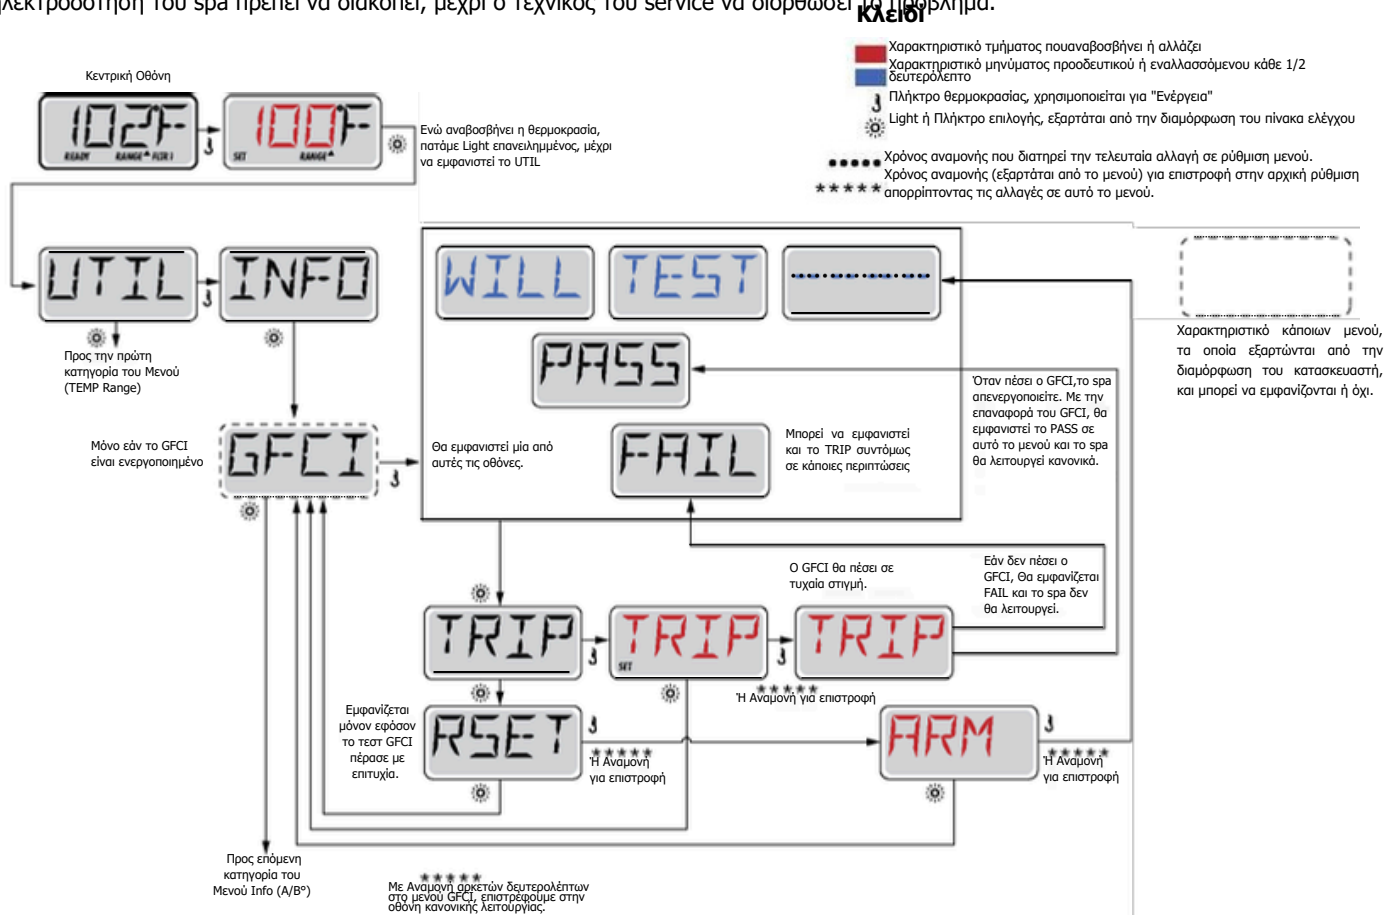 ηλεκτροδότηση του spa πρέπει να διακοπεί, μέχρι ο τεχνικός του service να διορθώσει το πρόβλημα.
Κλειδί
Χαρακτηριστικό τμήματος πουαναβοσβήνει ή αλλάζει
Χαρακτηριστικό μηνύματος προοδευτικού ή εναλλασσόμενου κάθε 1/2
δευτερόλεπτο
Πλήκτρο θερμοκρασίας, χρησιμοποιείται για "Ενέργεια"
Light ή Πλήκτρο επιλογής, εξαρτάται από την διαμόρφωση του πίνακα ελέγχου
Χρόνος αναμονής που διατηρεί την τελευταία αλλαγή σε ρύθμιση μενού.
Χρόνος αναμονής (εξαρτάται από το μενού) για επιστροφή στην αρχική ρύθμιση
***** απορρίπτοντας τις αλλαγές σε αυτό το μενού.
Κεντρική Οθόνη
102°F
READY RANGE FLTR1
100°F
SET RANGE
Ενώ αναβοσβήνει η θερμοκρασία,
πατάμε Light επανειλημμένος, μέχρι
να εμφανιστεί το UTIL
UTIL
INFO
WILL
TEST
Προς την πρώτη
κατηγορία του Μενού
(TEMP Range)
Χαρακτηριστικό κάποιων μενού,
τα οποία εξαρτώνται από την
διαμόρφωση του κατασκευαστή,
και μπορεί να εμφανίζονται ή όχι.
PASS
Όταν πέσει ο GFCI,το spa
απενεργοποιείτε. Με την
επαναφορά του GFCI, θα
εμφανιστεί το PASS σε
αυτό το μενού και το spa
θα λειτουργεί κανονικά.
Μόνο εάν το GFCI
είναι ενεργοποιημένο
GFCI
Θα εμφανιστεί μία από
αυτές τις οθόνες.
FAIL
Μπορεί να εμφανιστεί
και το TRIP συντόμως
σε κάποιες περιπτώσεις
Ο GFCI θα πέσει σε
τυχαία στιγμή.
Εάν δεν πέσει ο
GFCI, Θα εμφανίζεται
FAIL και το spa δεν
θα λειτουργεί.
TRIP
TRIP
SET
TRIP
*****
Ή Αναμονή για επιστροφή
Εμφανίζεται
μόνον εφόσον
το τεστ GFCI
πέρασε με
επιτυχία.
RSET
*****
Ή Αναμονή
για επιστροφή
ARM
*****
Ή Αναμονή
για επιστροφή
Προς επόμενη
κατηγορία του
Μενού Info (A/B°)
*****
Με Αναμονή αρκετών δευτερολέπτων
στο μενού GFCI, επιστρέφουμε στην
οθόνη κανονικής λειτουργίας.